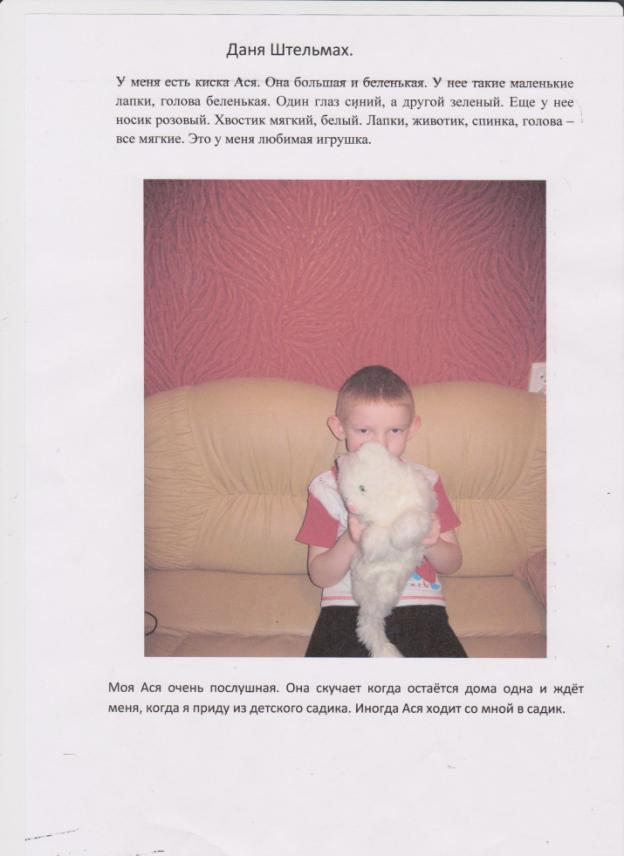 Даня Штельмах.
У меня есть киска Ася. Она большая и беленькая. У нее такие маленькие
лапки, голова беленькая. Один глаз синий, а другой зеленый. Еще у нее
носик розовый. Хвостик мягкий, белый. Лапки, животик, спинка, голова –
все мягкие. Это у меня любимая игрушка.
Моя Ася очень послушная. Она скучает когда остаётся дома одна и ждёт
меня, когда я приду из детского садика. Иногда Ася ходит со мной в садик.